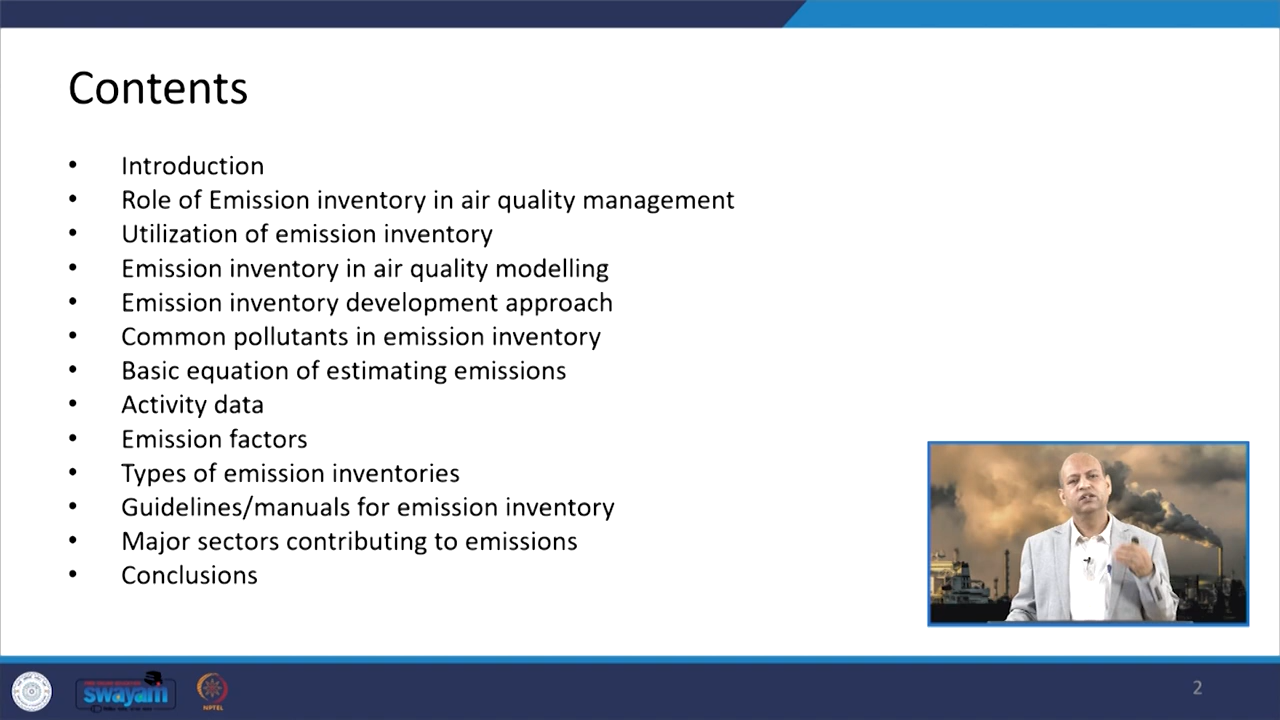 Contents
• Introduction
• Role of Emission inventory in air quality management
• Utilization of emission inventory
• Emission inventory in air quality modelling
• Emission inventory development approach
• Common pollutants in emission inventory
• Basic equation of estimating emissions
• Activity data
• Emission factors
• Types of emission inventories
• Guidelines/manuals for emission inventory
• Major sectors contributing to emissions
• Conclusions
swayam
NPTEL
2